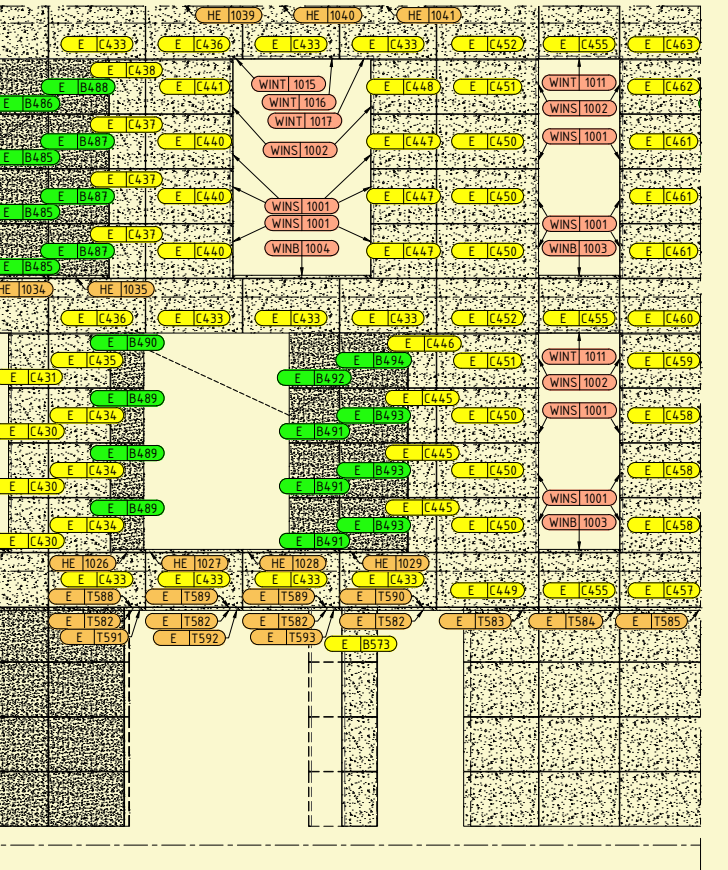 HE 1039 HE 1040 HE 1041
E C433 E C436 E C433 E C433 E C452 E C455 E C463
E C438
E B488 E C441 WINT 1015 E C448 E C451 WINT 1011 E C462
E B486 WINT 1016 WINS 1002
E C437 WINT 1017
E B487 E C440 WINS 1002 E C447 E C450 WINS 1001 E C461
E B485
E C437
E B487 E C440 WINS 1001 E C447 E C450 E C461
E B485
E C437 WINS 1001 WINS 1001
E B487 E C440 WINB 1004 E C447 E C450 WINB 1003 E C461
E B485
HE 1034 HE 1035
E C436 E C433 E C433 E C433 E C452 E C455 E C460
E B490 E C446
E C435 E B494 E C451 WINT 1011 E C459
E C431 E B492 WINS 1002
E B489 E C445
E C434 E B493 E C450 WINS 1001 E C458
E C430 E B491
E B489 E C445
E C434 E B493 E C450 E C458
E C430 E B491
E B489 E C445 WINS 1001
E C434 E B493 E C450 WINB 1003 E C458
E C430 E B491
HE 1026 HE 1027 HE 1028 HE 1029
E C433 E C433 E C433 E C433
E C449 E C455 E C457
E T588 E T589 E T589 E T590
E T582 E T582 E T582 E T582 E T583 E T584 E T585
E T591 E T592 E T593
E B573